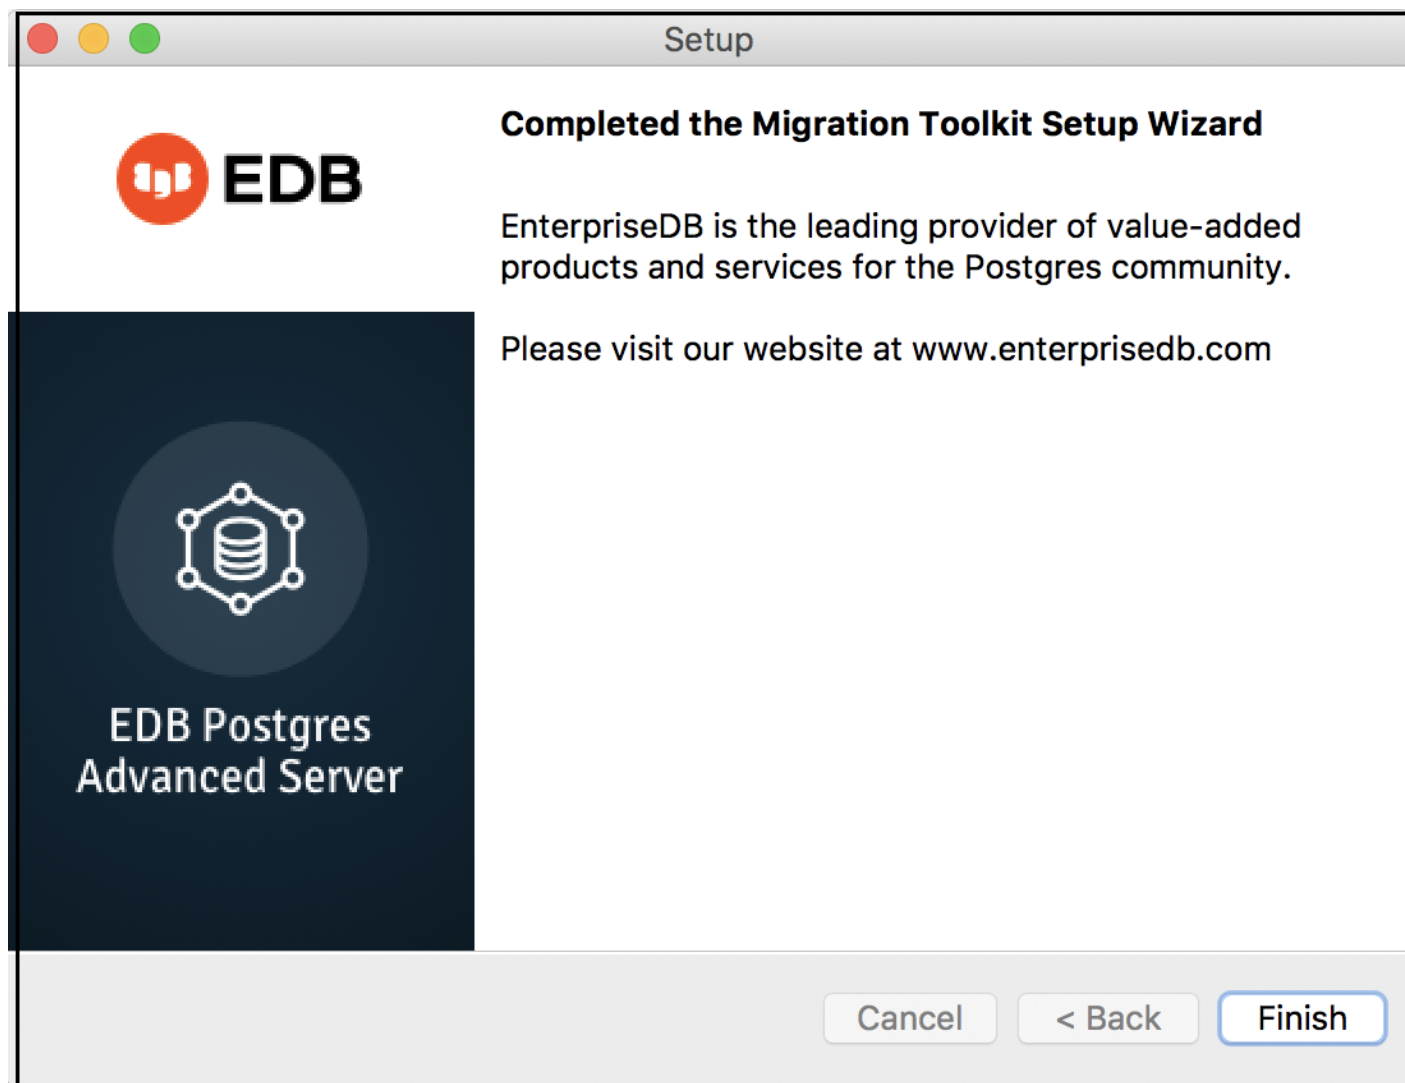 Setup
EDB
Completed the Migration Toolkit Setup Wizard
EnterpriseDB is the leading provider of value-added
products and services for the Postgres community.
Please visit our website at www.enterprisedb.com
EDB Postgres
Advanced Server
Cancel
< Back
Finish